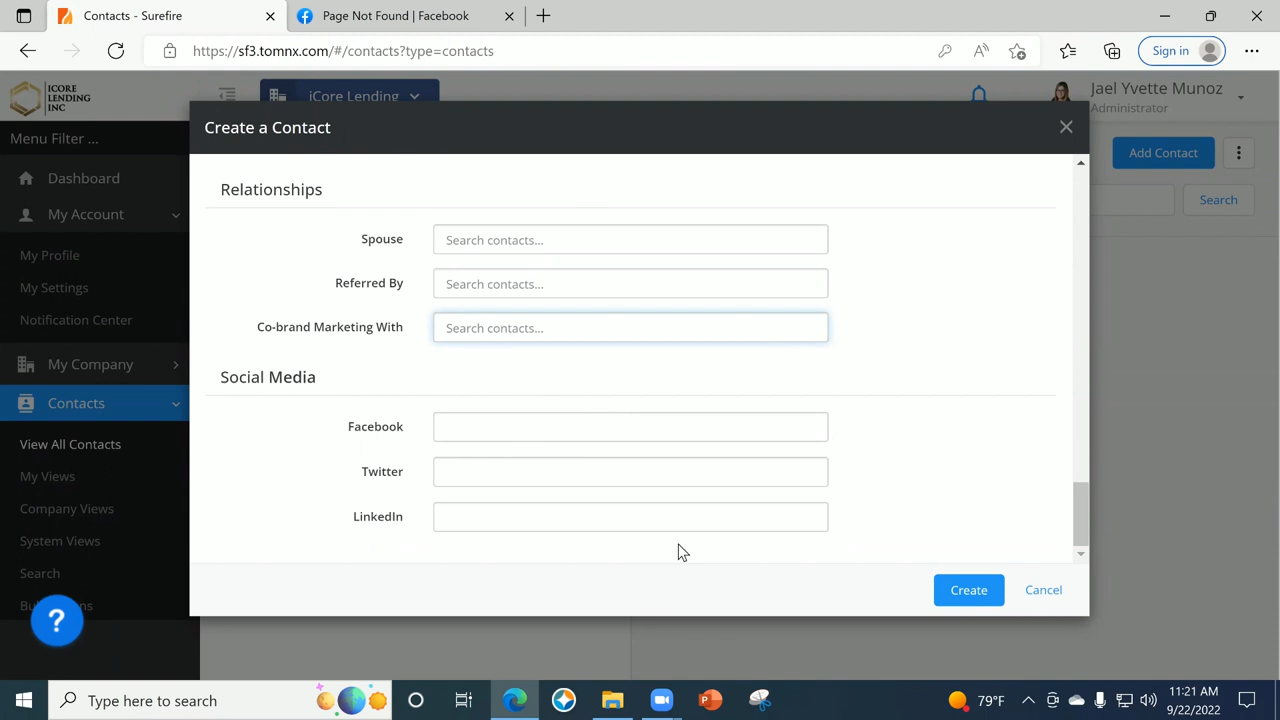 Contacts - Surefire
Page Not Found | Facebook
https://sf3.tomnx.com/#/contacts?type=contacts
Sign in
ICORE
LENDING
INC
iCore Lending
Jael Yvette Munoz
Administrator
Menu Filter ...
Create a Contact
Add Contact
Search
Dashboard
My Account
My Profile
My Settings
Notification Center
My Company
Contacts
View All Contacts
My Views
Company Views
System Views
Search
?
Relationships
Spouse
Search contacts...
Referred By
Search contacts...
Co-brand Marketing With
Search contacts...
Social Media
Facebook
Twitter
LinkedIn
Create
Cancel
Type here to search
79°F
11:21 AM
9/22/2022